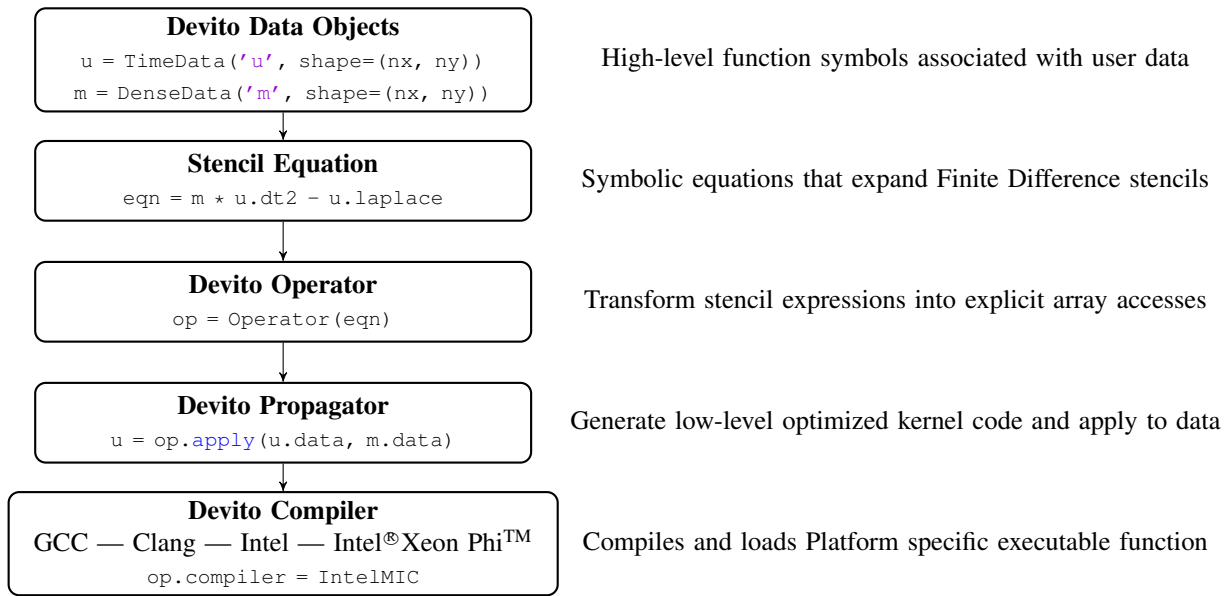 Devito Data Objects
u = TimeData('u', shape=(nx, ny))
m = DenseData('m', shape=(nx, ny))
High-level function symbols associated with user data
Stencil Equation
eqn = m * u.dt2 - u.laplace
Symbolic equations that expand Finite Difference stencils
Devito Operator
op = Operator(eqn)
Transform stencil expressions into explicit array accesses
Devito Propagator
u = op.apply(u.data, m.data)
Generate low-level optimized kernel code and apply to data
Devito Compiler
GCC — Clang — Intel — Intel®Xeon Phi™
op.compiler = IntelMIC
Compiles and loads Platform specific executable function